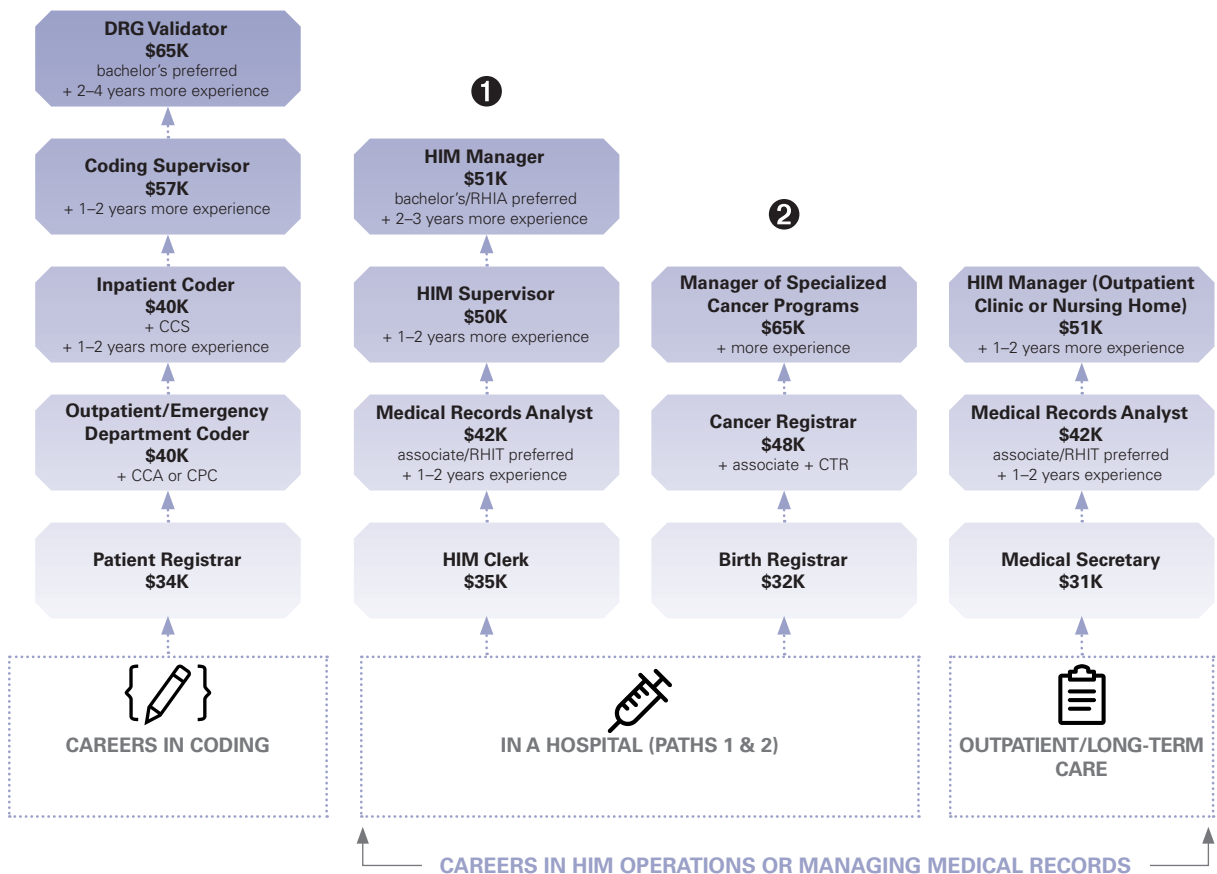 DRG Validator
$65K
bachelor's preferred
+ 2–4 years more experience
Coding Supervisor
$57K
+ 1–2 years more experience
Inpatient Coder
$40K
+ CCS
+ 1–2 years more experience
Outpatient/Emergency
Department Coder
$40K
+ CCA or CPC
Patient Registrar
$34K
CAREERS IN CODING
1
HIM Manager
$51K
bachelor's/RHIA preferred
+ 2–3 years more experience
HIM Supervisor
$50K
+ 1–2 years more experience
Medical Records Analyst
$42K
associate/RHIT preferred
+ 1–2 years experience
HIM Clerk
$35K
2
Manager of Specialized
Cancer Programs
$65K
+ more experience
Cancer Registrar
$48K
+ associate + CTR
Birth Registrar
$32K
IN A HOSPITAL (PATHS 1 & 2)
HIM Manager (Outpatient
Clinic or Nursing Home)
$51K
+ 1–2 years more experience
Medical Records Analyst
$42K
associate/RHIT preferred
+ 1–2 years experience
Medical Secretary
$31K
OUTPATIENT/LONG-TERM
CARE
CAREERS IN HIM OPERATIONS OR MANAGING MEDICAL RECORDS